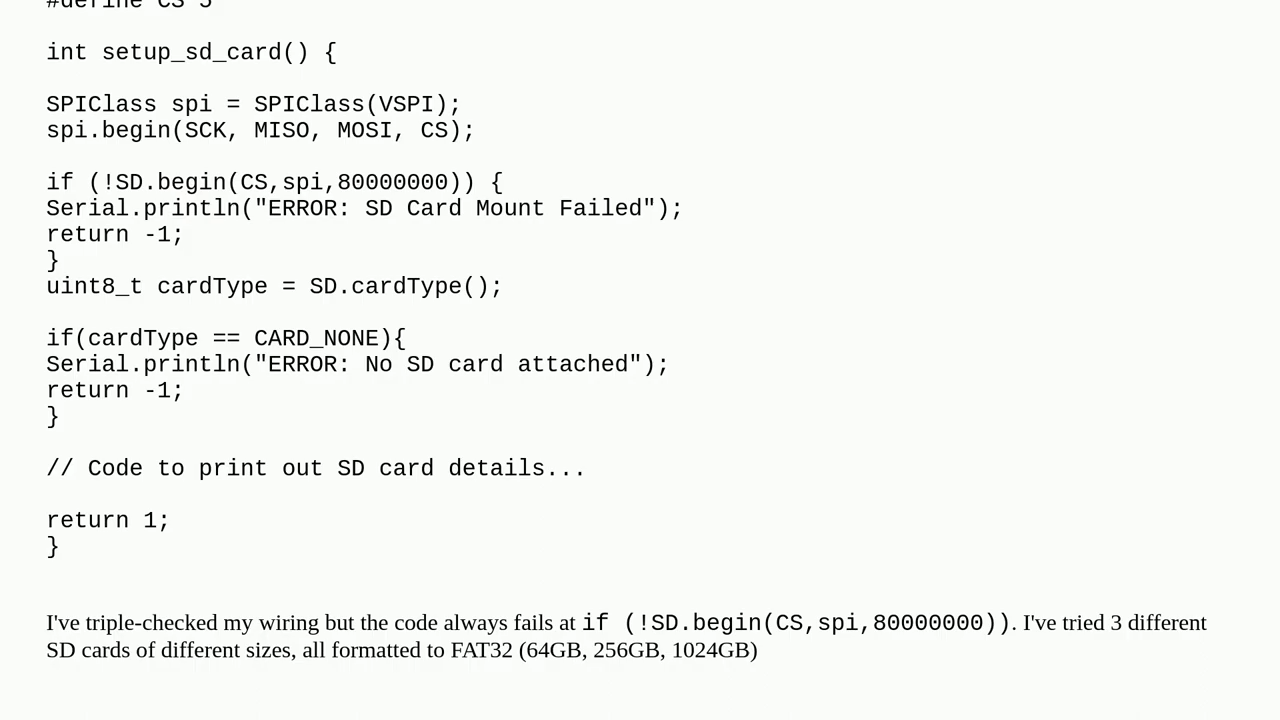 #define CS 5
int setup_sd_card() {
SPIClass spi = SPIClass(VSPI);
spi.begin(SCK, MISO, MOSI, CS);
if (!SD.begin(CS,spi,80000000)) {
Serial.println("ERROR: SD Card Mount Failed");
return -1;
}
uint8_t cardType = SD.cardType();
if(cardType == CARD_NONE){
Serial.println("ERROR: No SD card attached");
return -1;
}
// Code to print out SD card details...
return 1;
}
I've triple-checked my wiring but the code always fails at if (!SD.begin(CS,spi,80000000)). I've tried 3 different
SD cards of different sizes, all formatted to FAT32 (64GB, 256GB, 1024GB)